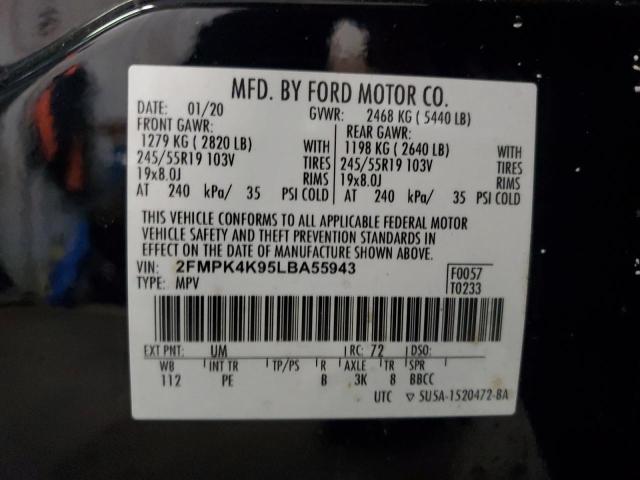 MFD. BY FORD MOTOR CO.
DATE: 01/20 GVWR: 2468 KG ( 5440 LB)
FRONT GAWR: REAR GAWR:
1279 KG ( 2820 LB) WITH 1198 KG ( 2640 LB) WITH
245/55R19 103V TIRES 245/55R19 103V TIRES
19x8.0J RIMS 19x8.0J RIMS
AT 240 kPa/ 35 PSI COLD AT 240 kPa/ 35 PSI COLD
THIS VEHICLE CONFORMS TO ALL APPLICABLE FEDERAL MOTOR
VEHICLE SAFETY AND THEFT PREVENTION STANDARDS IN
EFFECT ON THE DATE OF MANUFACTURE SHOWN ABOVE.
VIN: 2FMPK4K95LBA55943 F0057
TYPE: MPV T0233
EXT PNT: UM RC: 72 DSO:
WB INT TR TP/PS R AXLE TR SPR
112 PE B 3K 8 BBCC
UTC ▽ 5U5A-1520472-BA